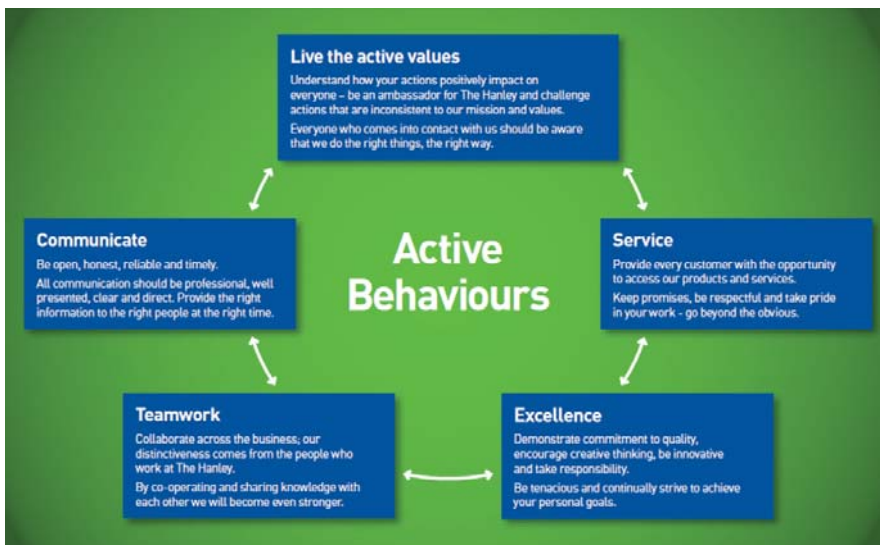 Live the active values
Understand how your actions positively impact on
everyone – be an ambassador for The Hanley and challenge
actions that are inconsistent to our mission and values.
Everyone who comes into contact with us should be aware
that we do the right things, the right way.
Communicate
Be open, honest, reliable and timely.
All communication should be professional, well
presented, clear and direct. Provide the right
information to the right people at the right time.
Active
Behaviours
Service
Provide every customer with the opportunity
to access our products and services.
Keep promises, be respectful and take pride
in your work - go beyond the obvious.
Teamwork
Collaborate across the business; our
distinctiveness comes from the people who
work at The Hanley.
By co-operating and sharing knowledge with
each other we will become even stronger.
Excellence
Demonstrate commitment to quality,
encourage creative thinking, be innovative
and take responsibility.
Be tenacious and continually strive to achieve
your personal goals.